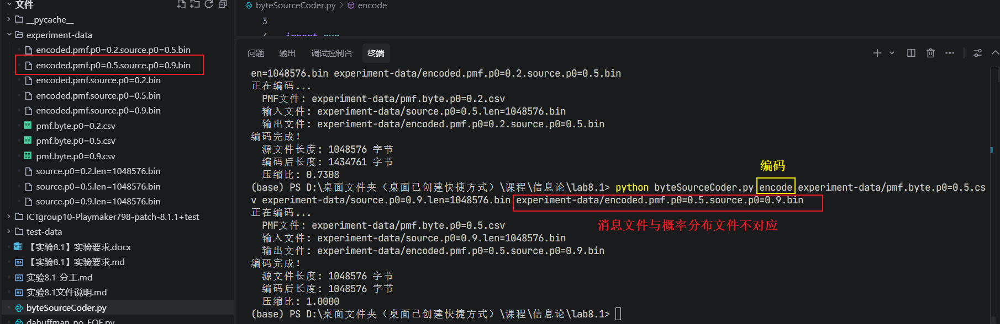 文件
__pycache__
experiment-data
encoded.pmf.p0=0.2.source.p0=0.5.bin
encoded.pmf.p0=0.5.source.p0=0.9.bin
encoded.pmf.source.p0=0.2.bin
encoded.pmf.source.p0=0.5.bin
encoded.pmf.source.p0=0.9.bin
pmf.byte.p0=0.2.csv
pmf.byte.p0=0.5.csv
pmf.byte.p0=0.9.csv
source.p0=0.2.len=1048576.bin
source.p0=0.5.len=1048576.bin
source.p0=0.9.len=1048576.bin
ICTgroup10-Playmaker798-patch-8.1.1+test
test-data
【实验8.1】实验要求.docx
【实验8.1】实验要求.md
实验8.1-分工.md
实验8.1文件说明.md
byteSourceCoder.py
dahuffman_no_EOF.py
byteSourceCoder.py > encode
3
4 import sys
问题 输出 调试控制台 终端
en=1048576.bin experiment-data/encoded.pmf.p0=0.2.source.p0=0.5.bin
正在编码...
PMF文件: experiment-data/pmf.byte.p0=0.2.csv
输入文件: experiment-data/source.p0=0.5.len=1048576.bin
输出文件: experiment-data/encoded.pmf.p0=0.2.source.p0=0.5.bin
编码完成!
源文件长度: 1048576 字节
编码后长度: 1434761 字节
压缩比: 0.7308
编码
(base) PS D:\桌面文件夹（桌面已创建快捷方式）\课程\信息论\lab8.1> python byteSourceCoder.py encode experiment-data/pmf.byte.p0=0.5.cs
v experiment-data/source.p0=0.9.len=1048576.bin experiment-data/encoded.pmf.p0=0.5.source.p0=0.9.bin
正在编码...
消息文件与概率分布文件不对应
PMF文件: experiment-data/pmf.byte.p0=0.5.csv
输入文件: experiment-data/source.p0=0.9.len=1048576.bin
输出文件: experiment-data/encoded.pmf.p0=0.5.source.p0=0.9.bin
编码完成!
源文件长度: 1048576 字节
编码后长度: 1048576 字节
压缩比: 1.0000
(base) PS D:\桌面文件夹（桌面已创建快捷方式）\课程\信息论\lab8.1>